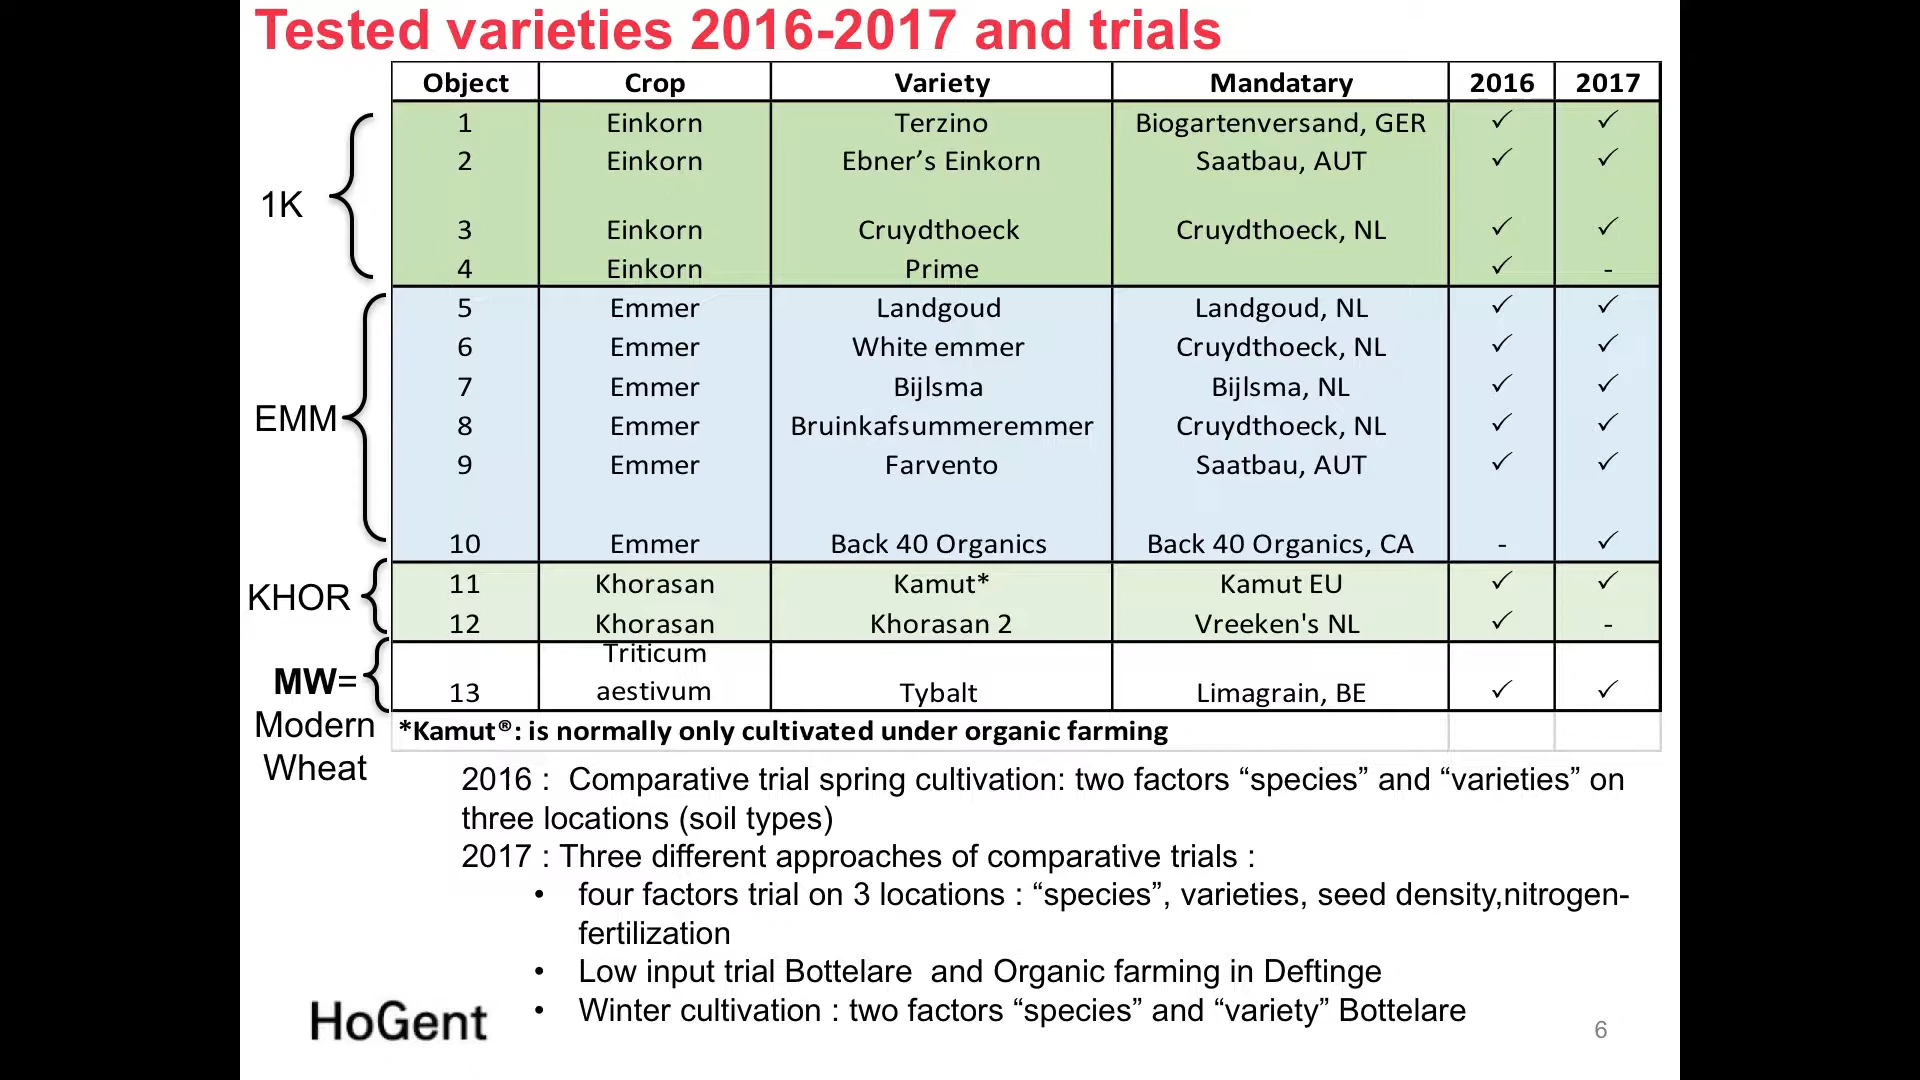 Tested varieties 2016-2017 and trials
Object Crop Variety Mandatary 2016 2017
1 Einkorn Terzino Biogartenversand, GER ✓ ✓
2 Einkorn Ebner’s Einkorn Saatbau, AUT ✓ ✓
1K
3 Einkorn Cruydthoeck Cruydthoeck, NL ✓ ✓
4 Einkorn Prime ✓ -
5 Emmer Landgoud Landgoud, NL ✓ ✓
6 Emmer White emmer Cruydthoeck, NL ✓ ✓
7 Emmer Bijlsma Bijlsma, NL ✓ ✓
EMM
8 Emmer Bruinkafsummeremmer Cruydthoeck, NL ✓ ✓
9 Emmer Farvento Saatbau, AUT ✓ ✓
10 Emmer Back 40 Organics Back 40 Organics, CA - ✓
11 Khorasan Kamut* Kamut EU ✓ ✓
KHOR
12 Khorasan Khorasan 2 Vreeken's NL ✓ -
Triticum
13 aestivum Tybalt Limagrain, BE ✓ ✓
MW=
Modern
Wheat
*Kamut®: is normally only cultivated under organic farming
2016 : Comparative trial spring cultivation: two factors “species” and “varieties” on
three locations (soil types)
2017 : Three different approaches of comparative trials :
• four factors trial on 3 locations : “species”, varieties, seed density,nitrogen-
fertilization
• Low input trial Bottelare and Organic farming in Deftinge
• Winter cultivation : two factors “species” and “variety” Bottelare
HoGent
6